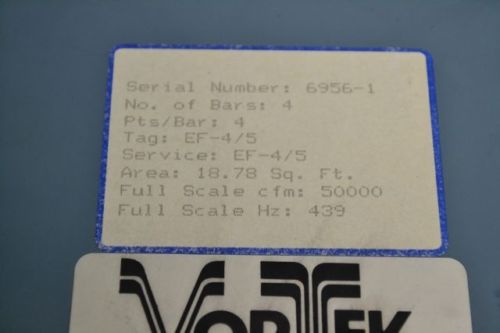 Serial Number: 6956-1
No. of Bars: 4
Pts/Bar: 4
Tag: EF-4/5
Service: EF-4/5
Area: 18.78 Sq. Ft.
Full Scale cfm: 50000
Full Scale Hz: 439
VORTEK